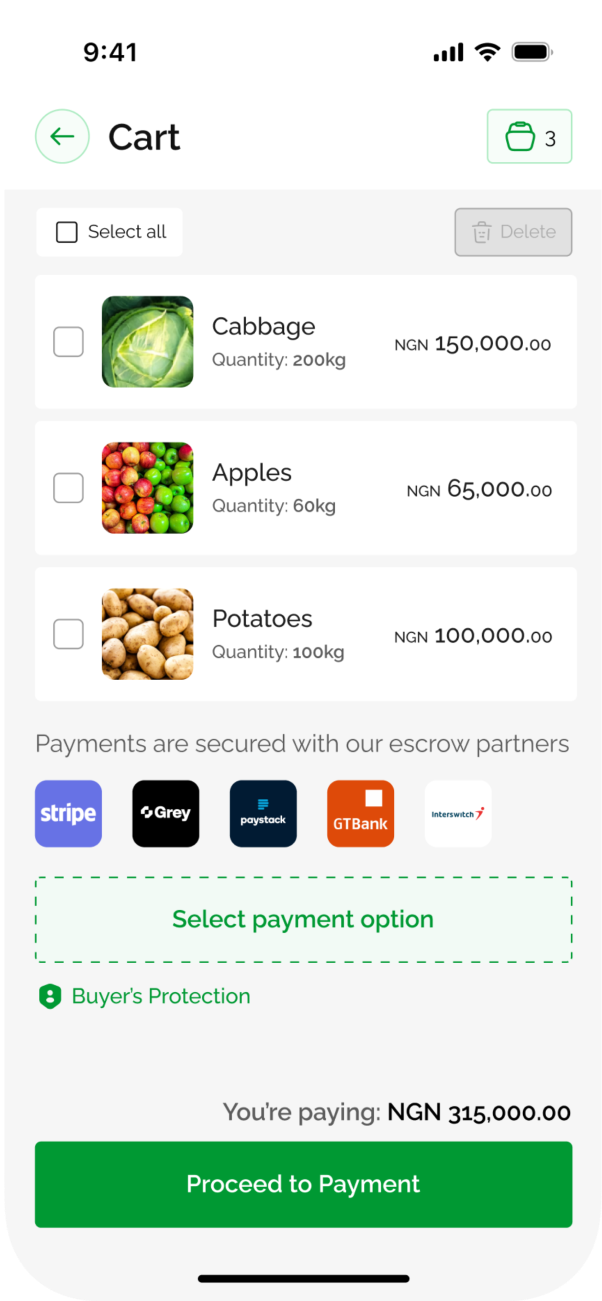 9:41
Cart
3
Select all
Delete
Cabbage
Quantity: 200kg
NGN 150,000.00
Apples
Quantity: 60kg
NGN 65,000.00
Potatoes
Quantity: 100kg
NGN 100,000.00
Payments are secured with our escrow partners
stripe
Grey
paystack
GTBank
Interswitch
Select payment option
Buyer’s Protection
You’re paying: NGN 315,000.00
Proceed to Payment